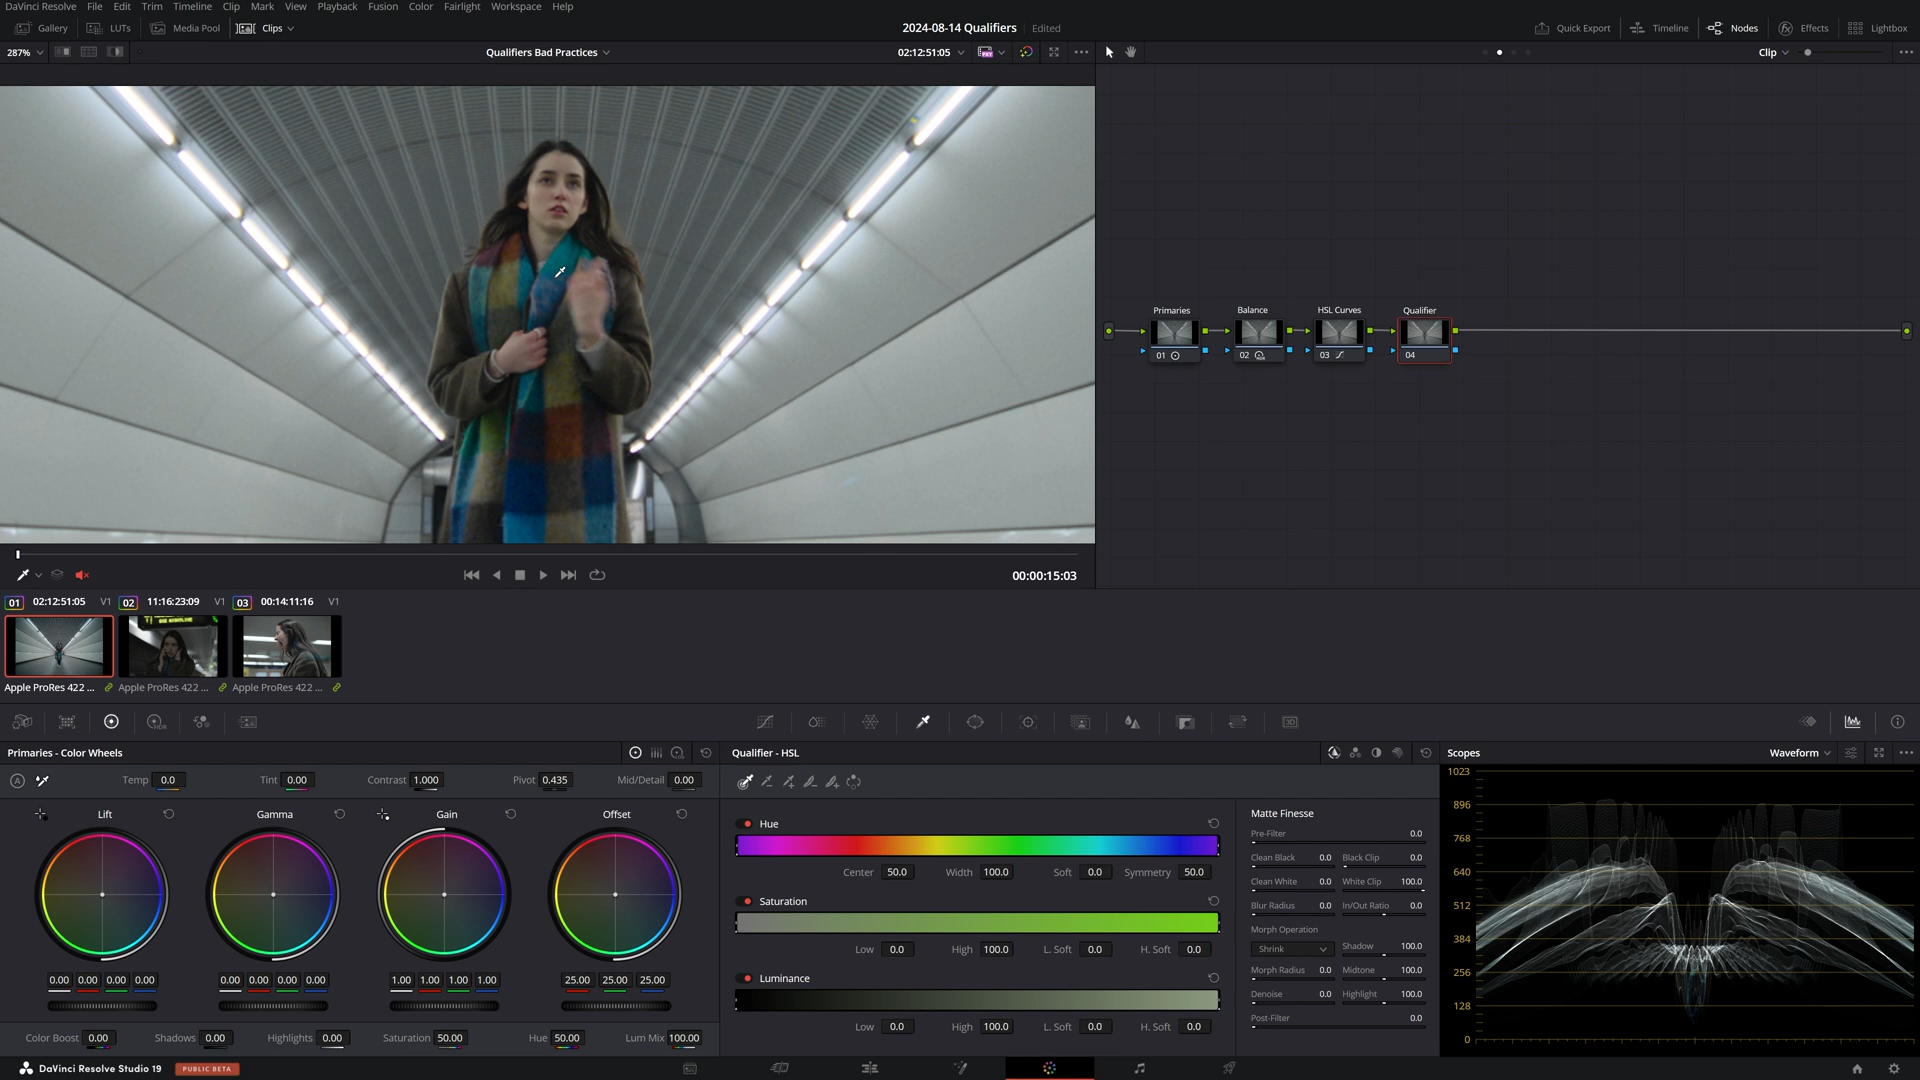 DaVinci Resolve File Edit Trim Timeline Clip Mark View Playback Fusion Color Fairlight Workspace Help
Gallery LUTs Media Pool Clips 2024-08-14 Qualifiers Edited Quick Export Timeline Nodes Effects Lightbox
287% Qualifiers Bad Practices 02:12:51:05 Clip
Primaries Balance HSL Curves Qualifier
01 02 03 04
00:00:15:03
01 02:12:51:05 V1 02 11:16:23:09 V1 03 00:14:11:16 V1
Apple ProRes 422 ... Apple ProRes 422 ... Apple ProRes 422 ...
Primaries - Color Wheels Qualifier - HSL Scopes Waveform
Temp 0.0 Tint 0.00 Contrast 1.000 Pivot 0.435 Mid/Detail 0.00
Lift Gamma Gain Offset
0.00 0.00 0.00 0.00 0.00 0.00 0.00 0.00 1.00 1.00 1.00 1.00 25.00 25.00 25.00
Color Boost 0.00 Shadows 0.00 Highlights 0.00 Saturation 50.00 Hue 50.00 Lum Mix 100.00
Hue
Center 50.0 Width 100.0 Soft 0.0 Symmetry 50.0
Saturation
Low 0.0 High 100.0 L. Soft 0.0 H. Soft 0.0
Luminance
Low 0.0 High 100.0 L. Soft 0.0 H. Soft 0.0
Matte Finesse
Pre-Filter 0.0
Clean Black 0.0 Black Clip 0.0
Clean White 0.0 White Clip 100.0
Blur Radius 0.0 In/Out Ratio 0.0
Morph Operation
Shrink Shadow 100.0
Morph Radius 0.0 Midtone 100.0
Denoise 0.0 Highlight 100.0
Post-Filter 0.0
1023
896
768
640
512
384
256
128
0
DaVinci Resolve Studio 19 PUBLIC BETA